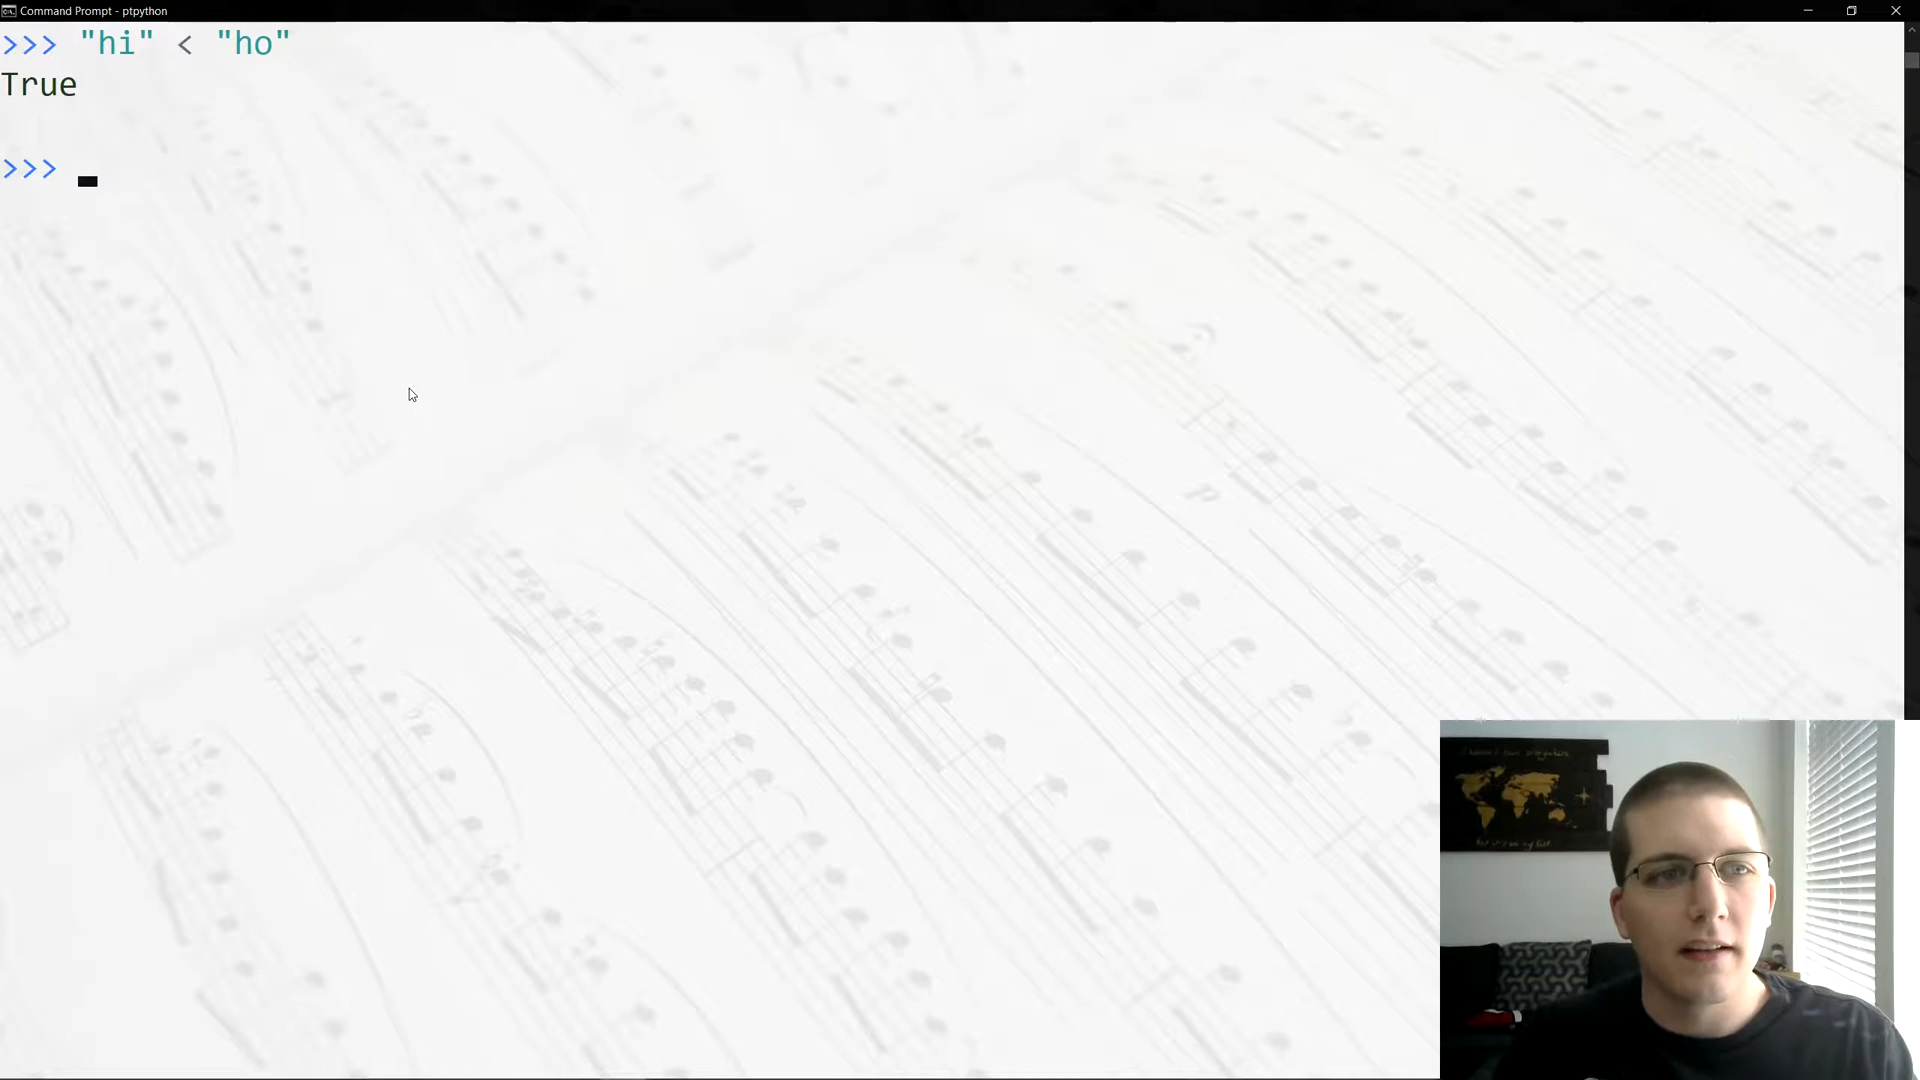 Command Prompt - ptpython
>>> "hi" < "ho"
True
>>>
p